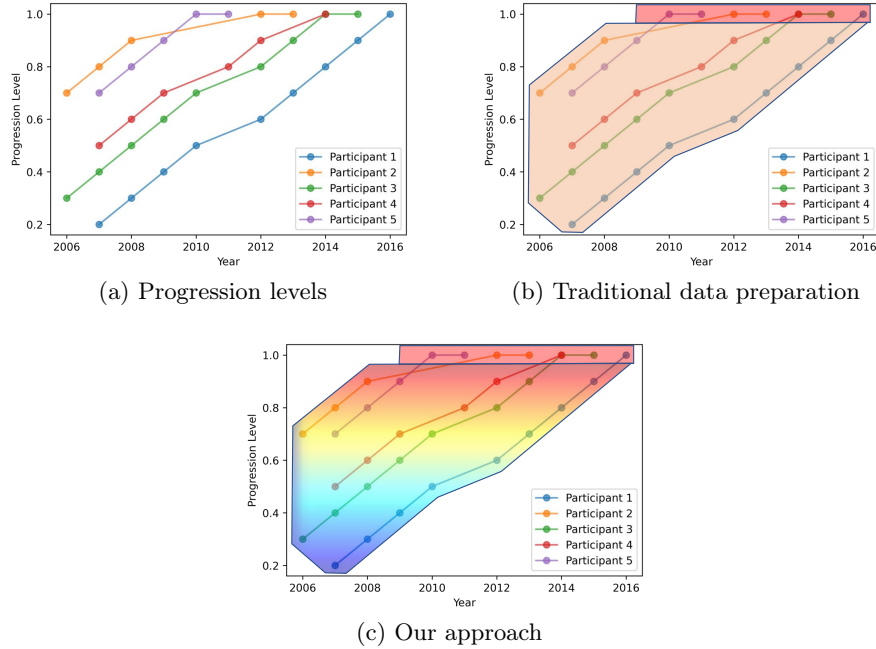 1.0
0.8
0.6
0.4
0.2
Progression Level
2006 2008 2010 2012 2014 2016
Year
Participant 1
Participant 2
Participant 3
Participant 4
Participant 5
(a) Progression levels
1.0
0.8
0.6
0.4
0.2
Progression Level
2006 2008 2010 2012 2014 2016
Year
Participant 1
Participant 2
Participant 3
Participant 4
Participant 5
(b) Traditional data preparation
1.0
0.8
0.6
0.4
0.2
Progression Level
2006 2008 2010 2012 2014 2016
Year
Participant 1
Participant 2
Participant 3
Participant 4
Participant 5
(c) Our approach